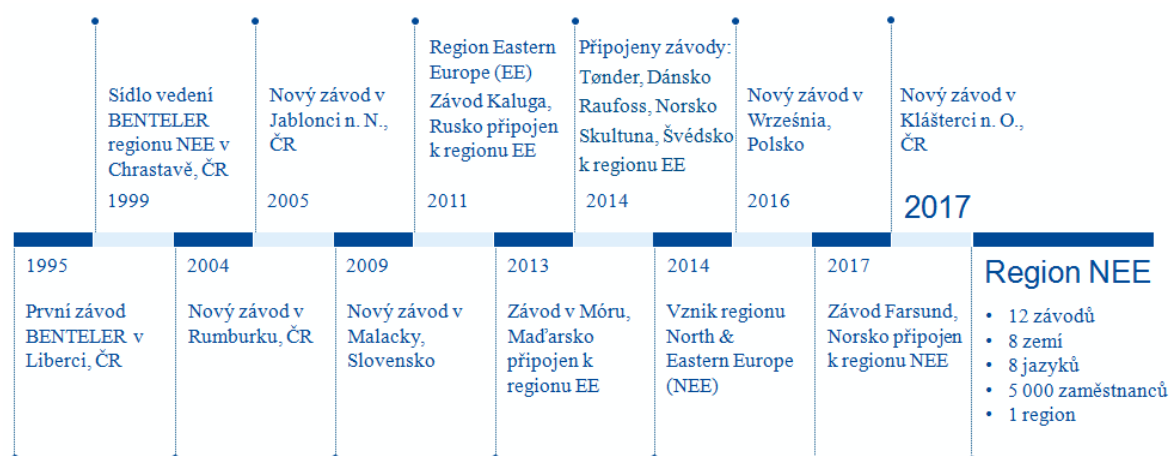 Sídlo vedení
BENTELER
regionu NEE v
Chrastavě, ČR
1999
Nový závod v
Jablonci n. N.,
ČR
2005
Region Eastern
Europe (EE)
Závod Kaluga,
Rusko připojen
k regionu EE
2011
Připojeny závody:
Tønder, Dánsko
Raufoss, Norsko
Skultuna, Švédsko
k regionu EE
2014
Nový závod v
Września,
Polsko
2016
Nový závod v
Klášterci n. O.,
ČR
2017
1995
První závod
BENTELER v
Liberci, ČR
2004
Nový závod v
Rumburku, ČR
2009
Nový závod v
Malacky,
Slovensko
2013
Závod v Móru,
Maďarsko
připojen k
regionu EE
2014
Vznik regionu
North &
Eastern Europe
(NEE)
2017
Závod Farsund,
Norsko připojen
k regionu NEE
Region NEE
• 12 závodů
• 8 zemí
• 8 jazyků
• 5 000 zaměstnanců
• 1 region